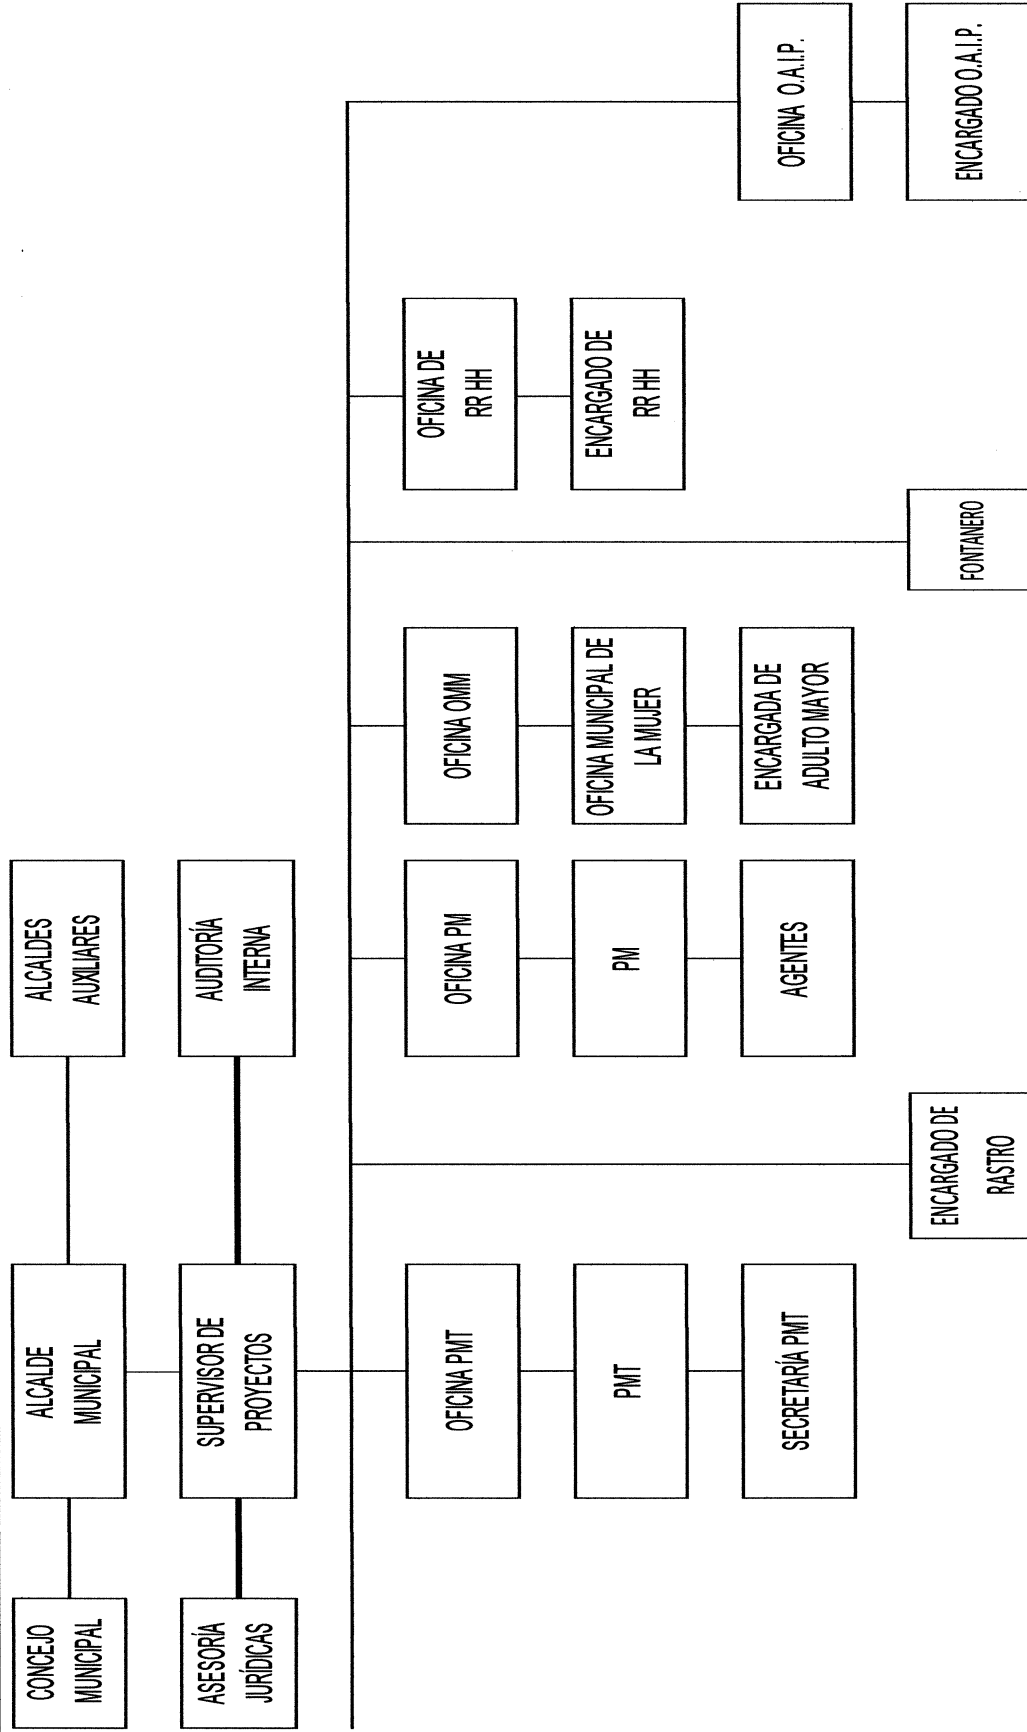 CONCEJO
MUNICIPAL
ALCALDE
MUNICIPAL
ALCALDES
AUXILIARES
ASESORÍA
JURÍDICAS
SUPERVISOR DE
PROYECTOS
AUDITORÍA
INTERNA
OFICINA PMT
PMT
SECRETARÍA PMT
ENCARGADO DE
RASTRO
OFICINA PM
PM
AGENTES
OFICINA OMM
OFICINA MUNICIPAL DE
LA MUJER
ENCARGADA DE
ADULTO MAYOR
FONTANERO
OFICINA DE
RR HH
ENCARGADO DE
RR HH
OFICINA O.A.I.P.
ENCARGADO O.A.I.P.